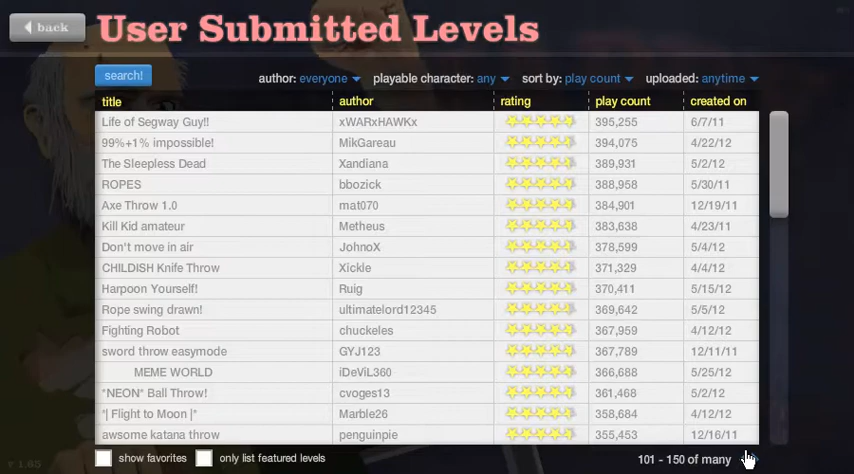 back
User Submitted Levels
search!
author: everyone playable character: any sort by: play count uploaded: anytime
title author rating play count created on
Life of Segway Guy!! xWARxHAWKx 395,255 6/7/11
99%+1% impossible! MikGareau 394,075 4/22/12
The Sleepless Dead Xandiana 389,931 5/2/12
ROPES bbozick 388,958 5/30/11
Axe Throw 1.0 mat070 384,901 12/19/11
Kill Kid amateur Metheus 383,638 4/23/11
Don't move in air JohnoX 378,599 5/4/12
CHILDISH Knife Throw Xickle 371,329 4/4/12
Harpoon Yourself! Ruig 370,411 5/15/12
Rope swing drawn! ultimatelord12345 369,642 5/5/12
Fighting Robot chuckeles 367,959 4/12/12
sword throw easymode GYJ123 367,789 12/11/11
MEME WORLD iDeViL360 366,688 5/25/12
*NEON* Ball Throw! cvoges13 361,468 5/2/12
*| Flight to Moon |* Marble26 358,684 4/12/12
awsome katana throw penguinpie 355,453 12/16/11
show favorites only list featured levels 101 - 150 of many
v 1.65